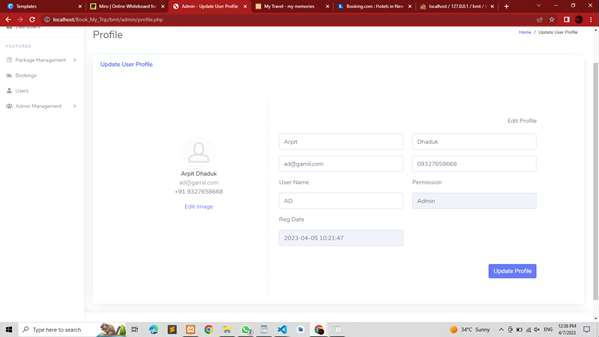 Templates
Miro | Online Whiteboard for
Admin - Update User Profile
My Travel - my memories
Booking.com : Hotels in New
localhost / 127.0.0.1 / bmt /
localhost/Book_My_Trip/bmt/admin/profile.php
Profile
Home / Update User Profile
FEATURES
Package Management
Bookings
Users
Admin Management
Update User Profile
Edit Profile
Arpit
Dhaduk
ad@gamil.com
09327658668
Arpit Dhaduk
ad@gamil.com
+91 9327658668
Edit Image
User Name
Permission
AD
Admin
Reg Date
2023-04-05 10:21:47
Update Profile
Type here to search
34°C Sunny
ENG
12:38 PM
4/7/2023